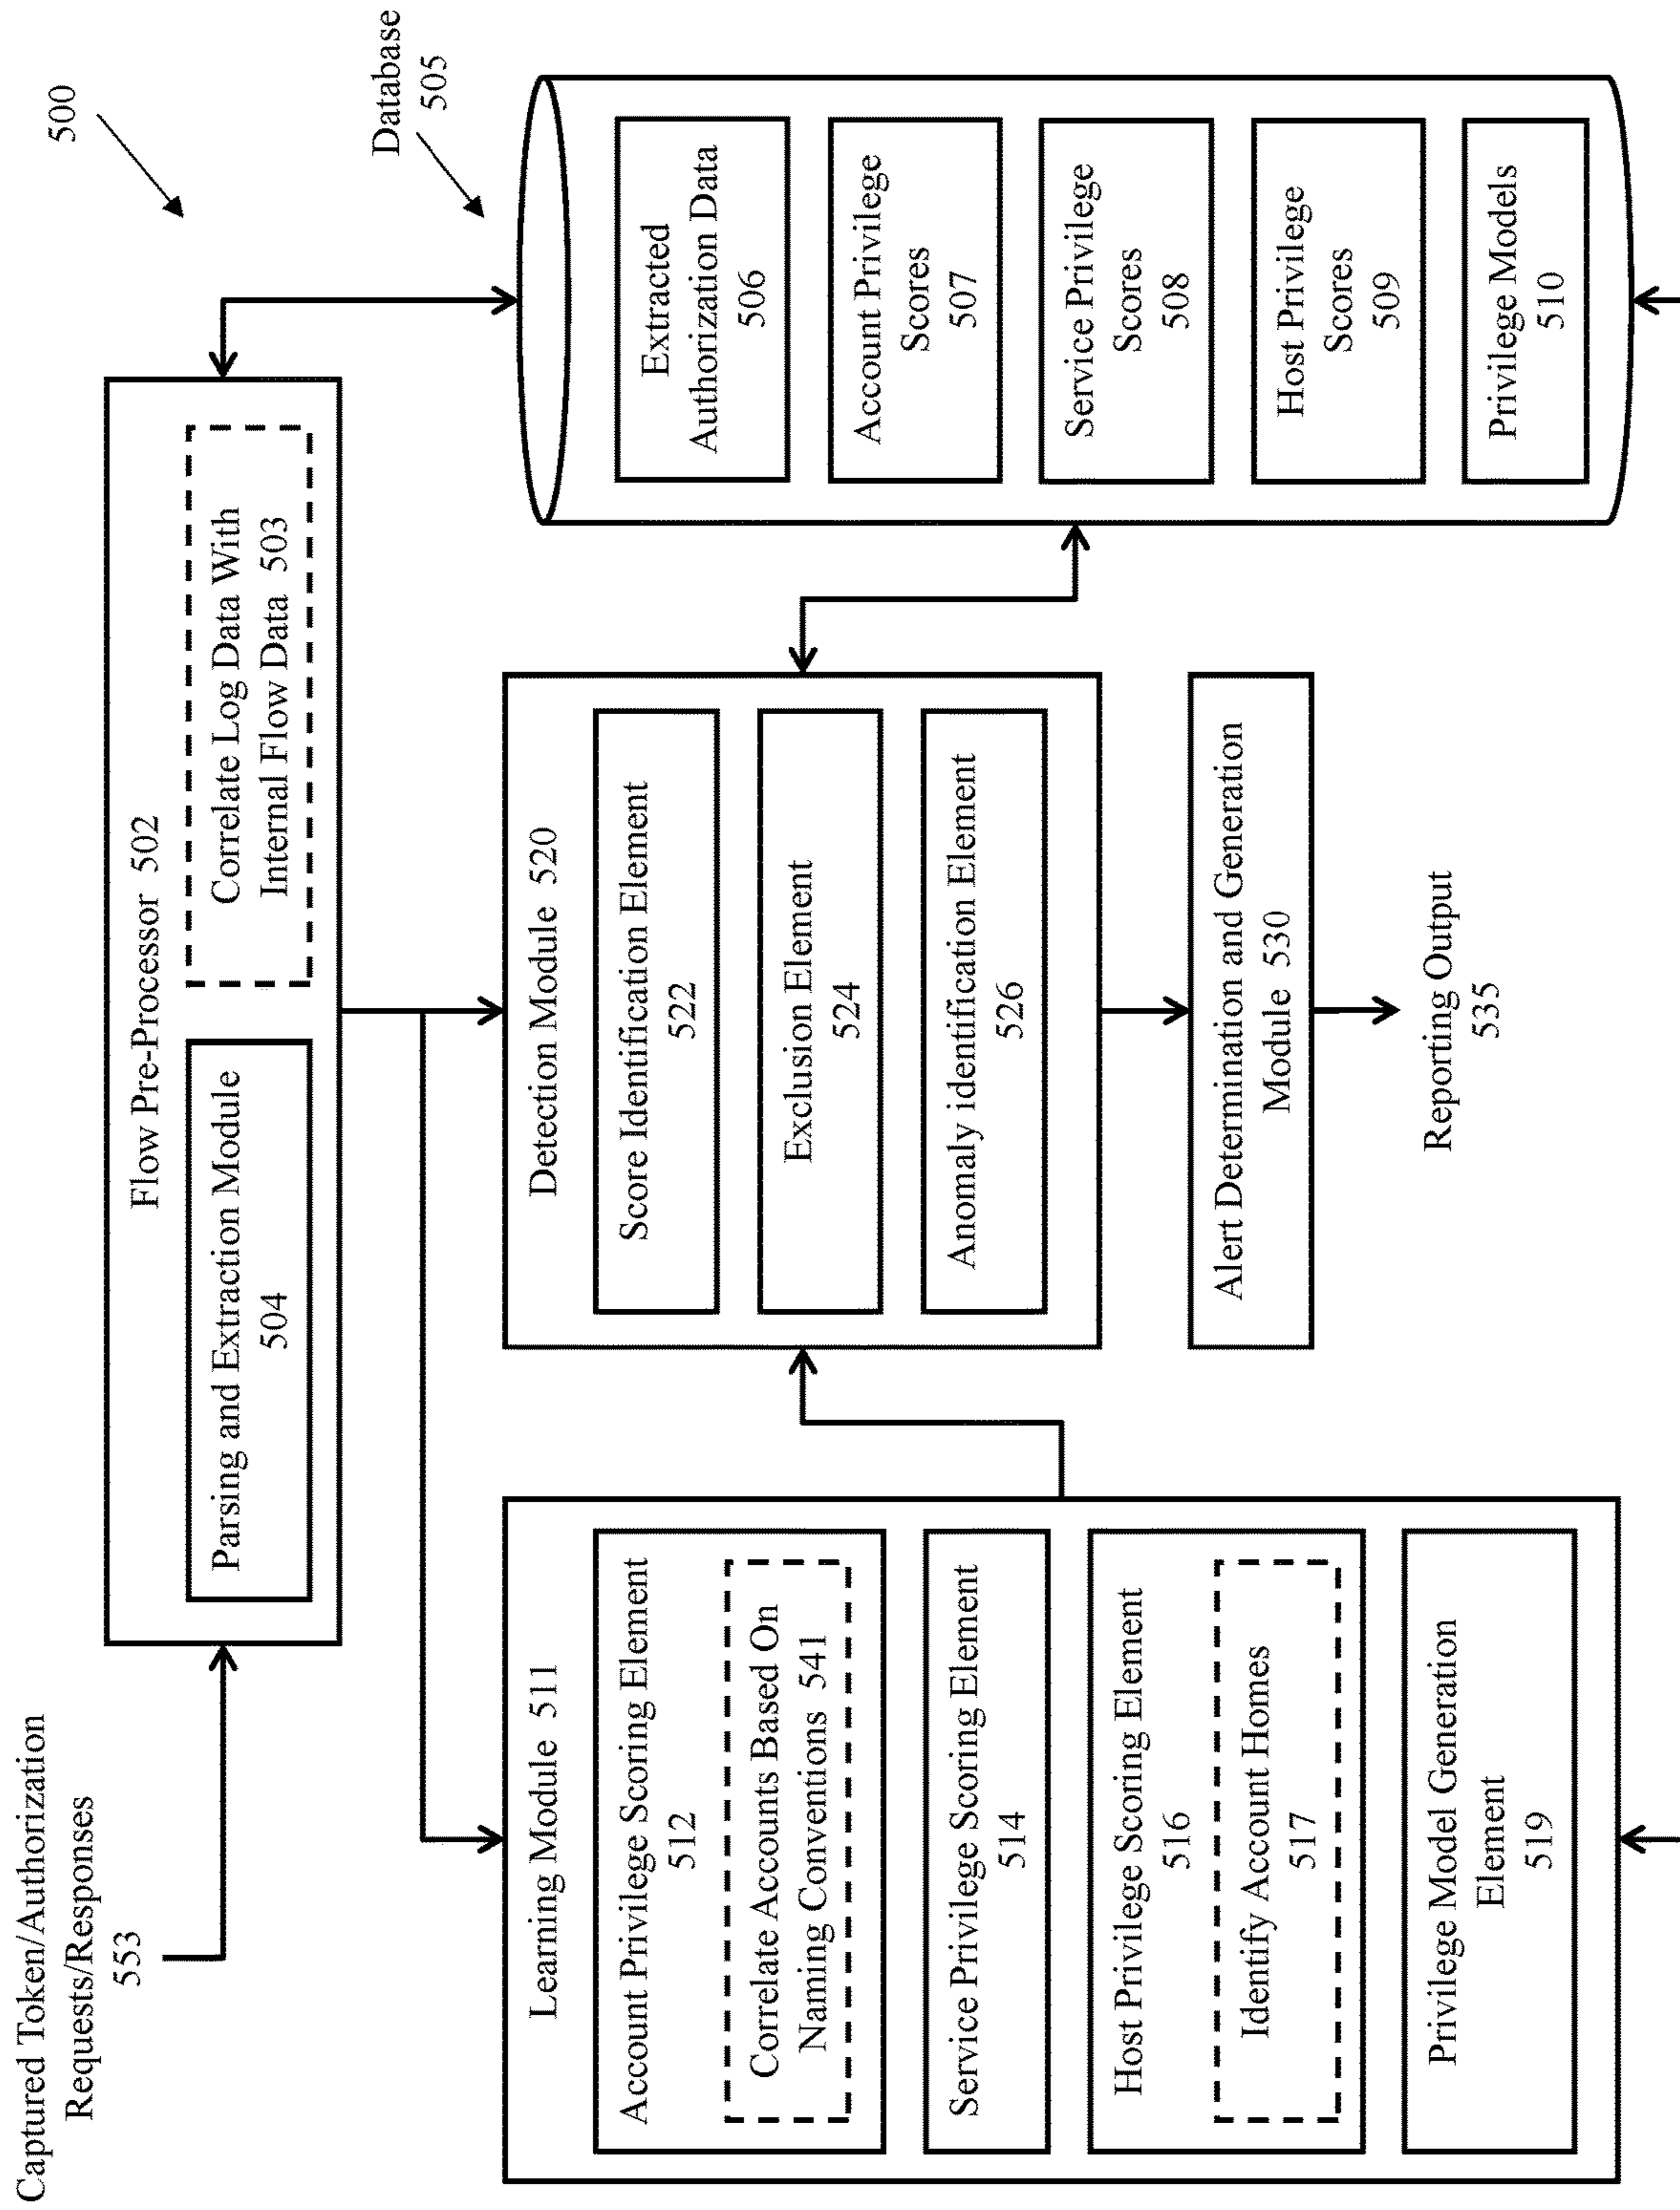 500
Captured Token/Authorization
Requests/Responses
553
Flow Pre-Processor 502
Parsing and Extraction Module
504
Correlate Log Data With
Internal Flow Data 503
Database
505
Learning Module 511
Account Privilege Scoring Element
512
Correlate Accounts Based On
Naming Conventions 541
Service Privilege Scoring Element
514
Host Privilege Scoring Element
516
Identify Account Homes
517
Privilege Model Generation
Element
519
Detection Module 520
Score Identification Element
522
Exclusion Element
524
Anomaly identification Element
526
Alert Determination and Generation
Module 530
Reporting Output
535
Extracted
Authorization Data
506
Account Privilege
Scores
507
Service Privilege
Scores
508
Host Privilege
Scores
509
Privilege Models
510